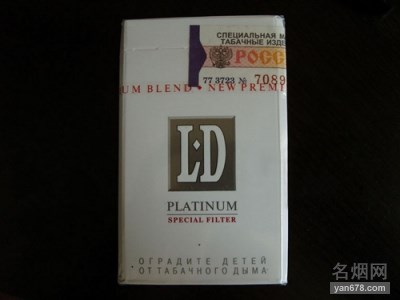 СПЕЦИАЛЬНАЯ М
ТАБАЧНЫЕ ИЗДЕ
РОСС
77 3723 № 7089
UM BLEND · NEW PREMI
L·D
PLATINUM
SPECIAL FILTER
ОГРАДИТЕ ДЕТЕЙ
ОТ ТАБАЧНОГО ДЫМА
名烟网
yan678.com